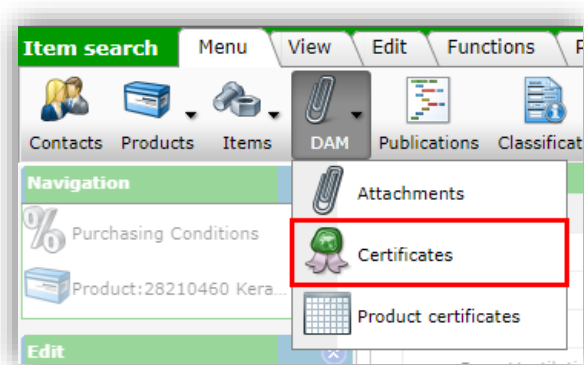 Item search Menu View Edit Functions
Contacts Products Items DAM Publications Classificat
Navigation
Attachments
Purchasing Conditions
Certificates
Product:28210460 Kera...
Product certificates
Edit